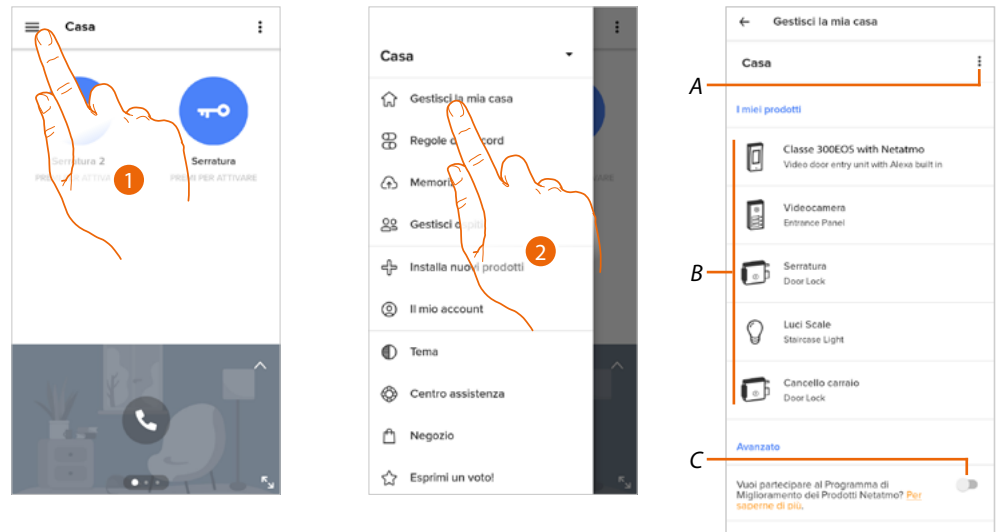 Casa
Serratura 2
Serratura
PREMI PER ATTIVARE
1
Casa
Gestisci la mia casa
Regole
cord
Memori
Gestisci ospiti
Installa nuovi prodotti
Il mio account
Tema
Centro assistenza
Negozio
Esprimi un voto!
2
Gestisci la mia casa
Casa
A
I miei prodotti
Classe 300EOS with Netatmo
Video door entry unit with Alexa built in
Videocamera
Entrance Panel
B
Serratura
Door Lock
Luci Scale
Staircase Light
Cancello carraio
Door Lock
Avanzato
C
Vuoi partecipare al Programma di
Miglioramento dei Prodotti Netatmo? Per
saperne di più.